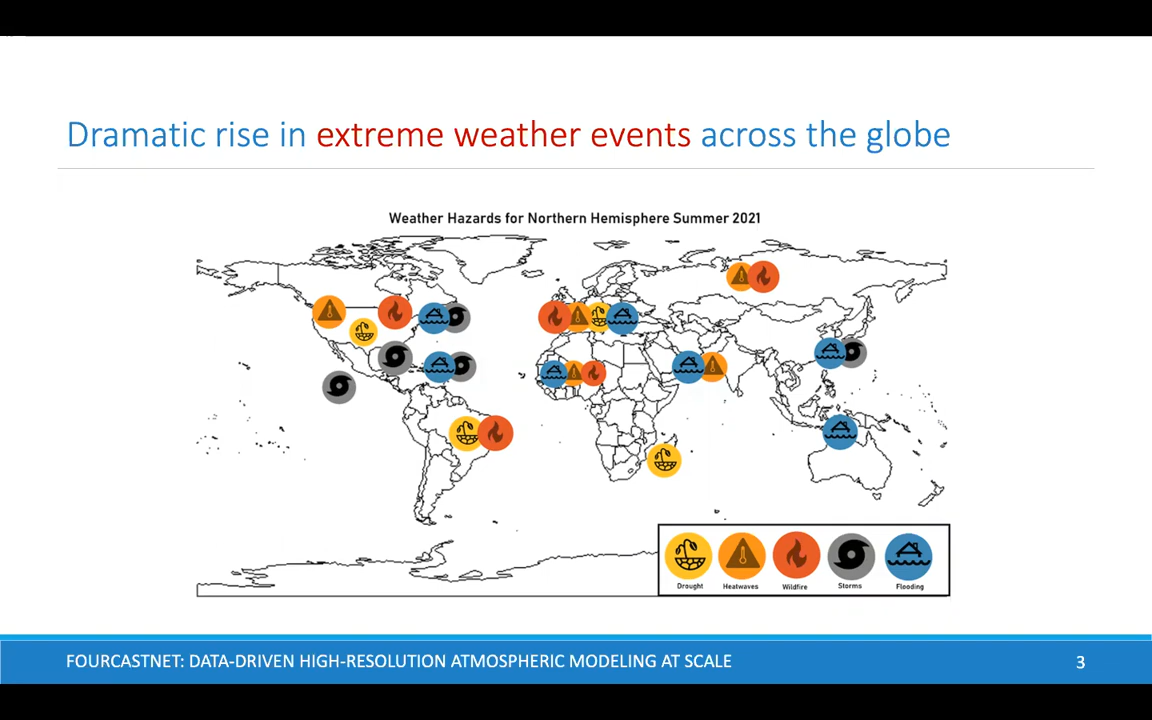 Dramatic rise in extreme weather events across the globe
Weather Hazards for Northern Hemisphere Summer 2021
Drought Heatwaves Wildfire Storms Flooding
FOURCASTNET: DATA-DRIVEN HIGH-RESOLUTION ATMOSPHERIC MODELING AT SCALE 3